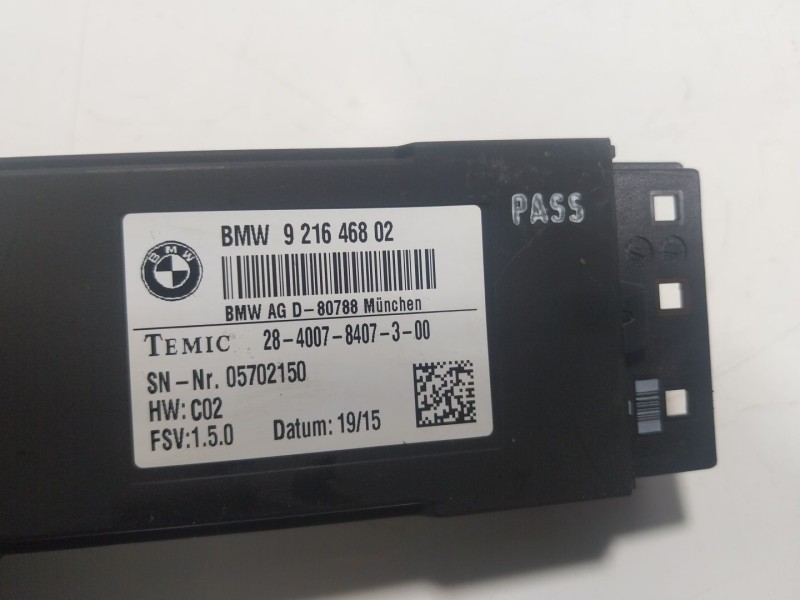 PASS
BMW 9 216 468 02
BMW
BMW AG D-80788 München
TEMIC 28-4007-8407-3-00
SN-Nr. 05702150
HW: C02
FSV:1.5.0 Datum: 19/15